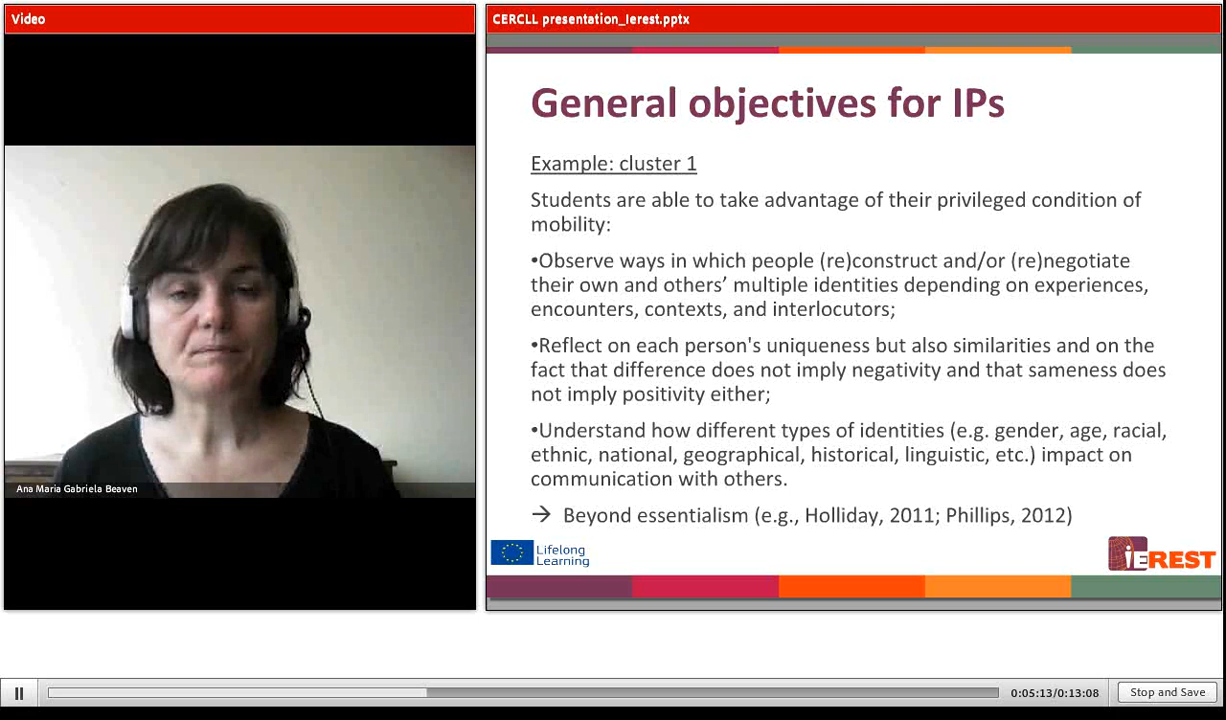 Video
CERCLL presentation_Ierest.pptx
General objectives for IPs
Example: cluster 1
Students are able to take advantage of their privileged condition of
mobility:
•Observe ways in which people (re)construct and/or (re)negotiate
their own and others’ multiple identities depending on experiences,
encounters, contexts, and interlocutors;
•Reflect on each person's uniqueness but also similarities and on the
fact that difference does not imply negativity and that sameness does
not imply positivity either;
•Understand how different types of identities (e.g. gender, age, racial,
ethnic, national, geographical, historical, linguistic, etc.) impact on
communication with others.
→ Beyond essentialism (e.g., Holliday, 2011; Phillips, 2012)
Ana Maria Gabriela Beaven
Lifelong
Learning
iEREST
0:05:13/0:13:08
Stop and Save